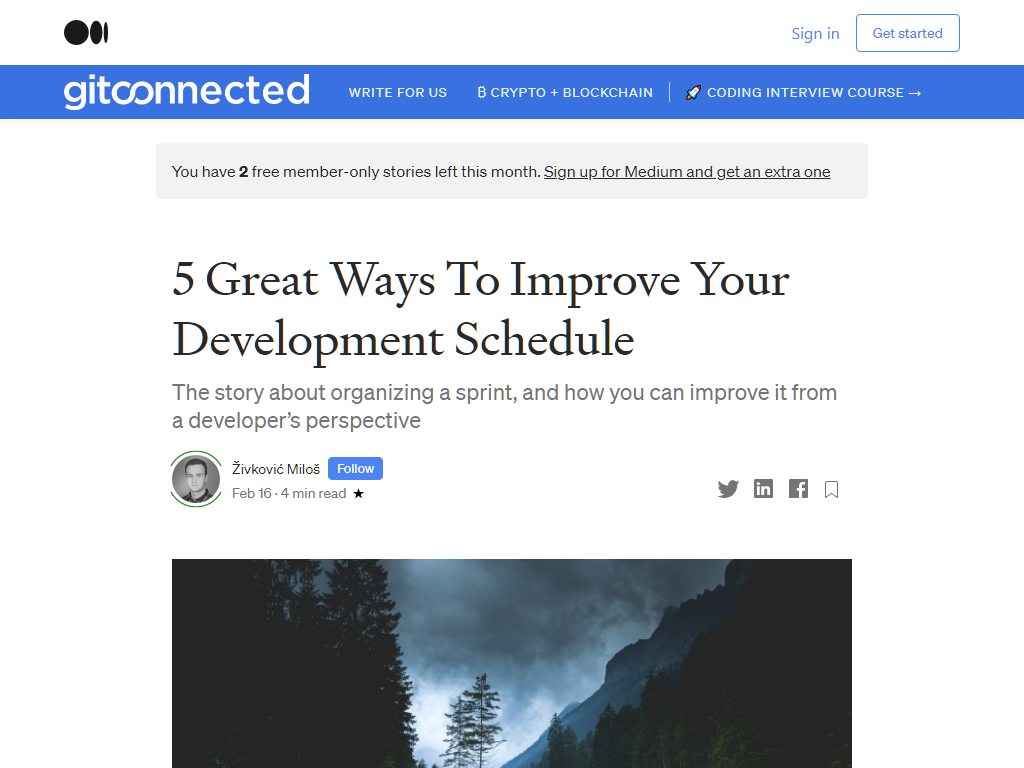 Sign in
Get started
gitconnected
WRITE FOR US
₿ CRYPTO + BLOCKCHAIN
🚀 CODING INTERVIEW COURSE →
You have 2 free member-only stories left this month. Sign up for Medium and get an extra one
5 Great Ways To Improve Your
Development Schedule
The story about organizing a sprint, and how you can improve it from
a developer’s perspective
Živković Miloš
Follow
Feb 16 · 4 min read ★